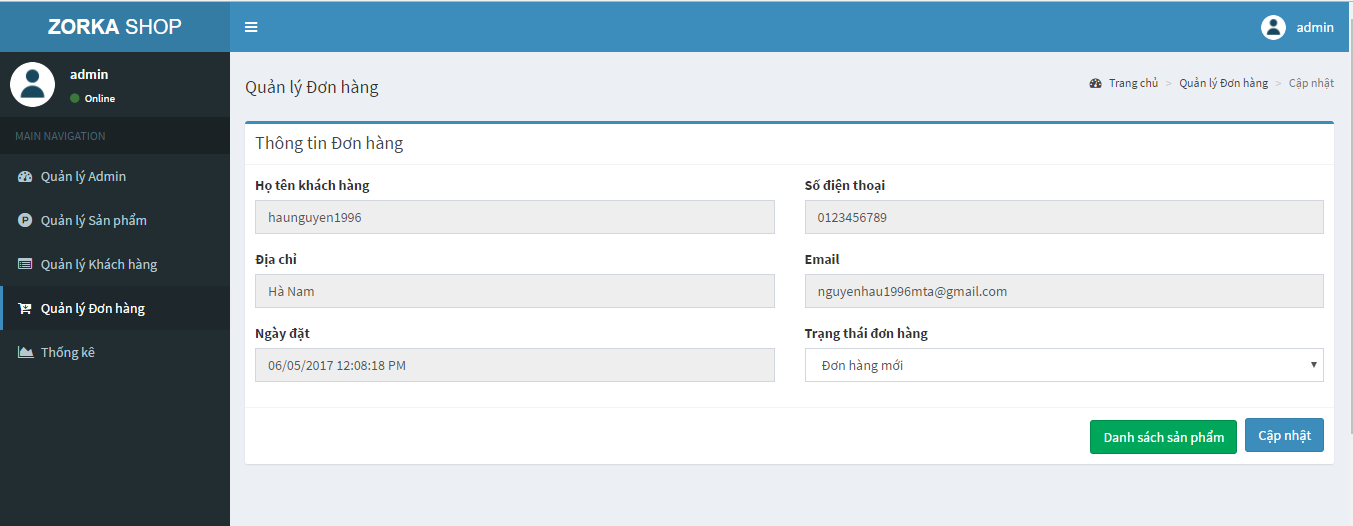 ZORKA SHOP
admin
admin
Online
MAIN NAVIGATION
Quản lý Admin
Quản lý Sản phẩm
Quản lý Khách hàng
Quản lý Đơn hàng
Thống kê
Quản lý Đơn hàng
Trang chủ > Quản lý Đơn hàng > Cập nhật
Thông tin Đơn hàng
Họ tên khách hàng
haunguyen1996
Số điện thoại
0123456789
Địa chỉ
Hà Nam
Email
nguyenhau1996mta@gmail.com
Ngày đặt
06/05/2017 12:08:18 PM
Trạng thái đơn hàng
Đơn hàng mới
Danh sách sản phẩm
Cập nhật